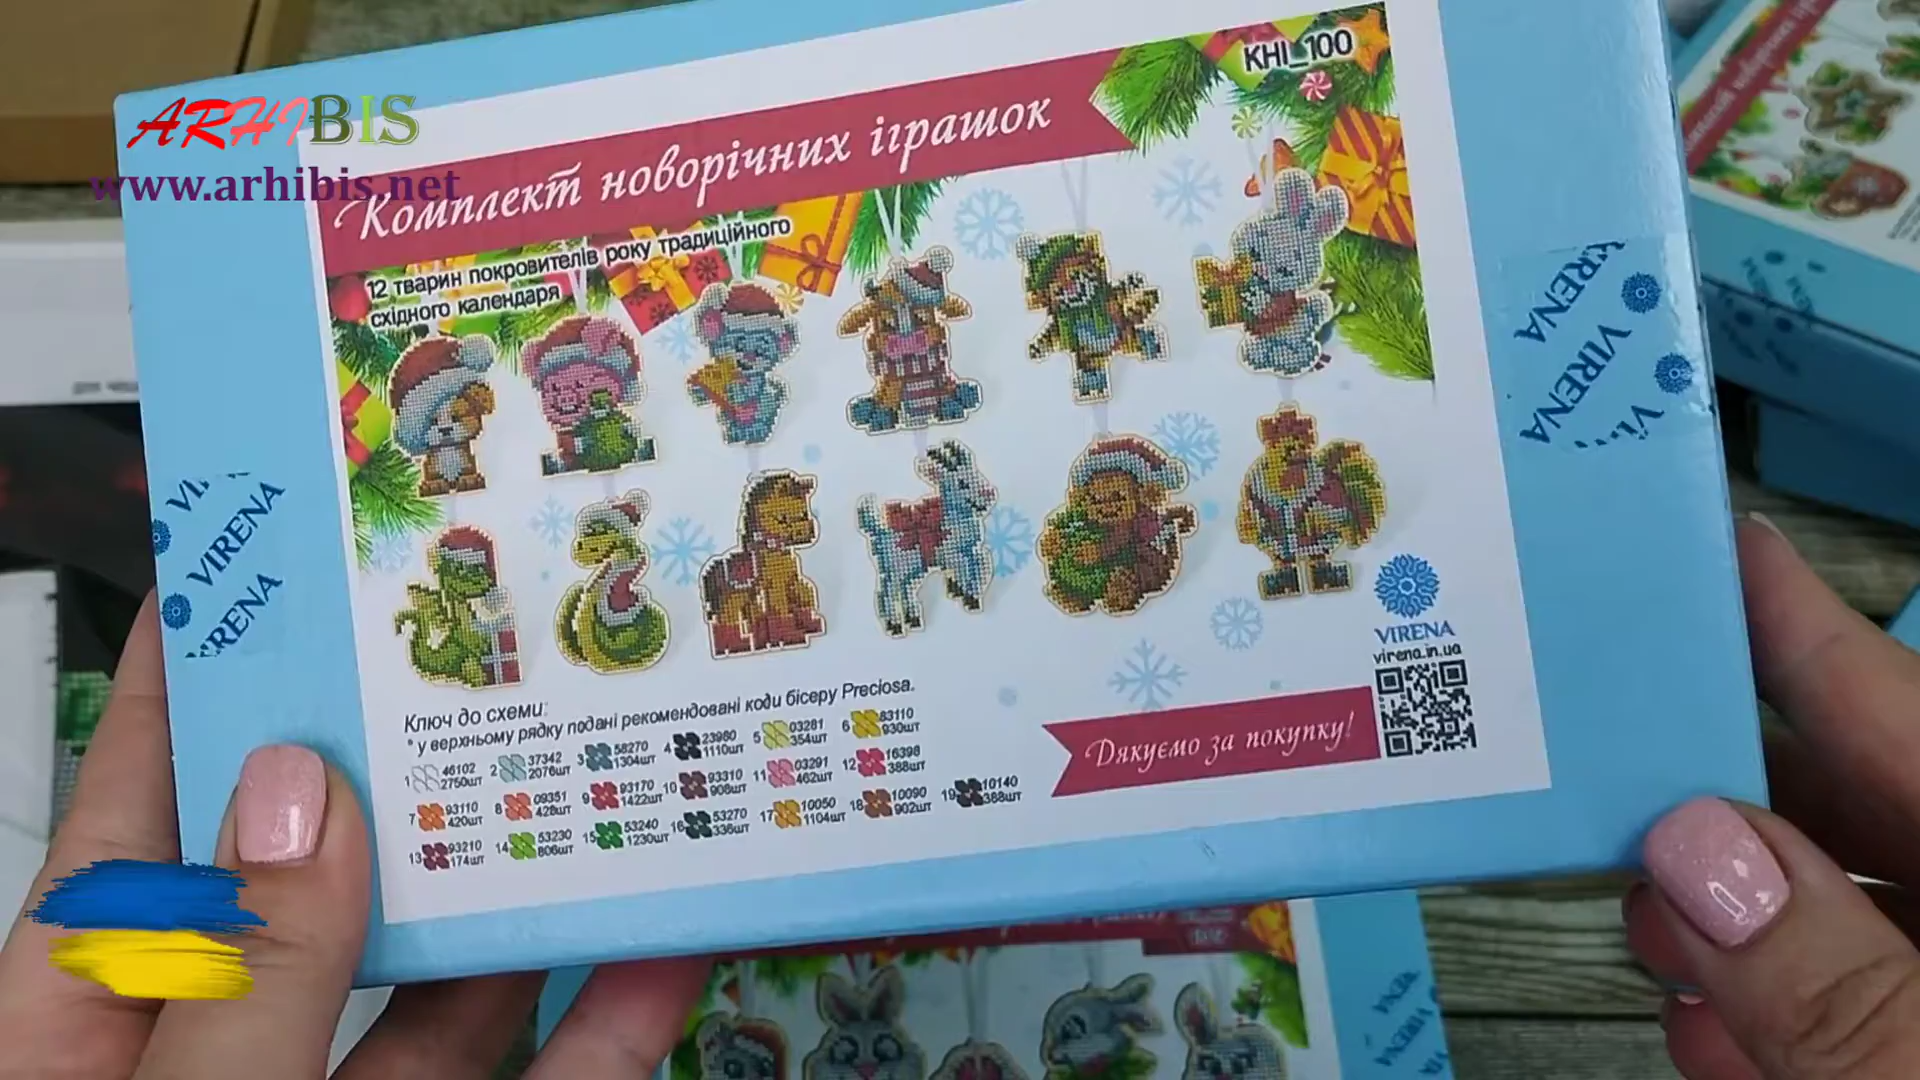 ARHIBIS
www.arhibis.net
КНІ_100
Комплект новорічних іграшок
12 тварин покровителів року традиційного
східного календаря
VIRENA
VIRENA
VIRENA
VIRENA
VIRENA
virena.in.ua
Ключ до схеми:
* у верхньому рядку подані рекомендовані коди бісеру Preciosa.
1 46102 2750шт
2 37342 2076шт
3 58270 1304шт
4 23980 1110шт
5 03281 354шт
6 83110 930шт
7 93110 420шт
8 09351 428шт
9 93170 1422шт
10 93310 908шт
11 03291 462шт
12 16398 388шт
13 93210 174шт
14 53230 806шт
15 53240 1230шт
16 53270 336шт
17 10050 1104шт
18 10090 902шт
19 10140 388шт
Дякуємо за покупку!
VIRENA